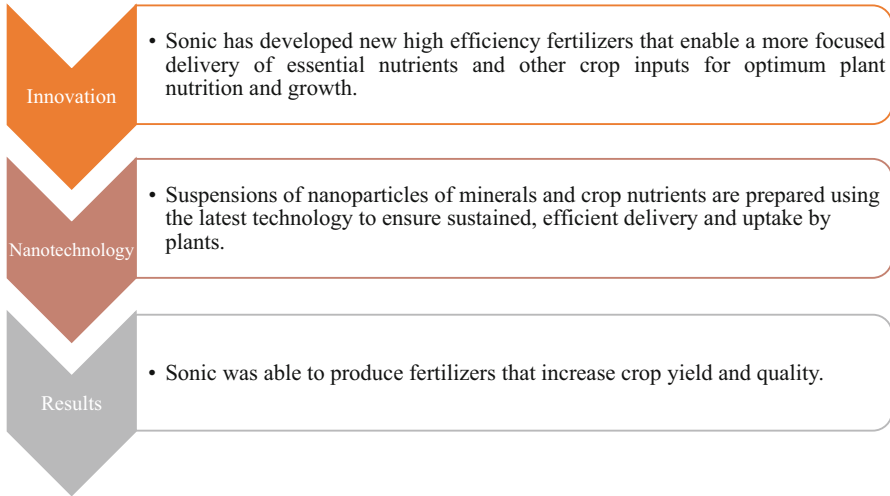 Innovation
• Sonic has developed new high efficiency fertilizers that enable a more focused
delivery of essential nutrients and other crop inputs for optimum plant
nutrition and growth.
Nanotechnology
• Suspensions of nanoparticles of minerals and crop nutrients are prepared using
the latest technology to ensure sustained, efficient delivery and uptake by
plants.
Results
• Sonic was able to produce fertilizers that increase crop yield and quality.